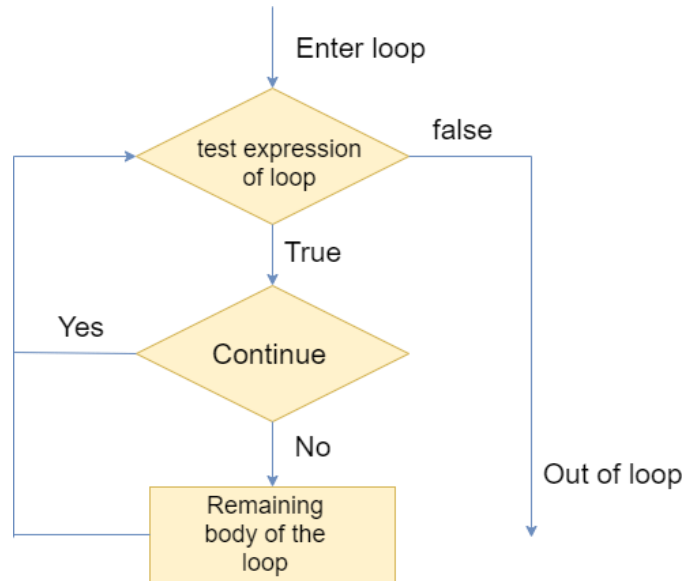 Enter loop
test expression
of loop
false
True
Yes
Continue
No
Out of loop
Remaining
body of the
loop